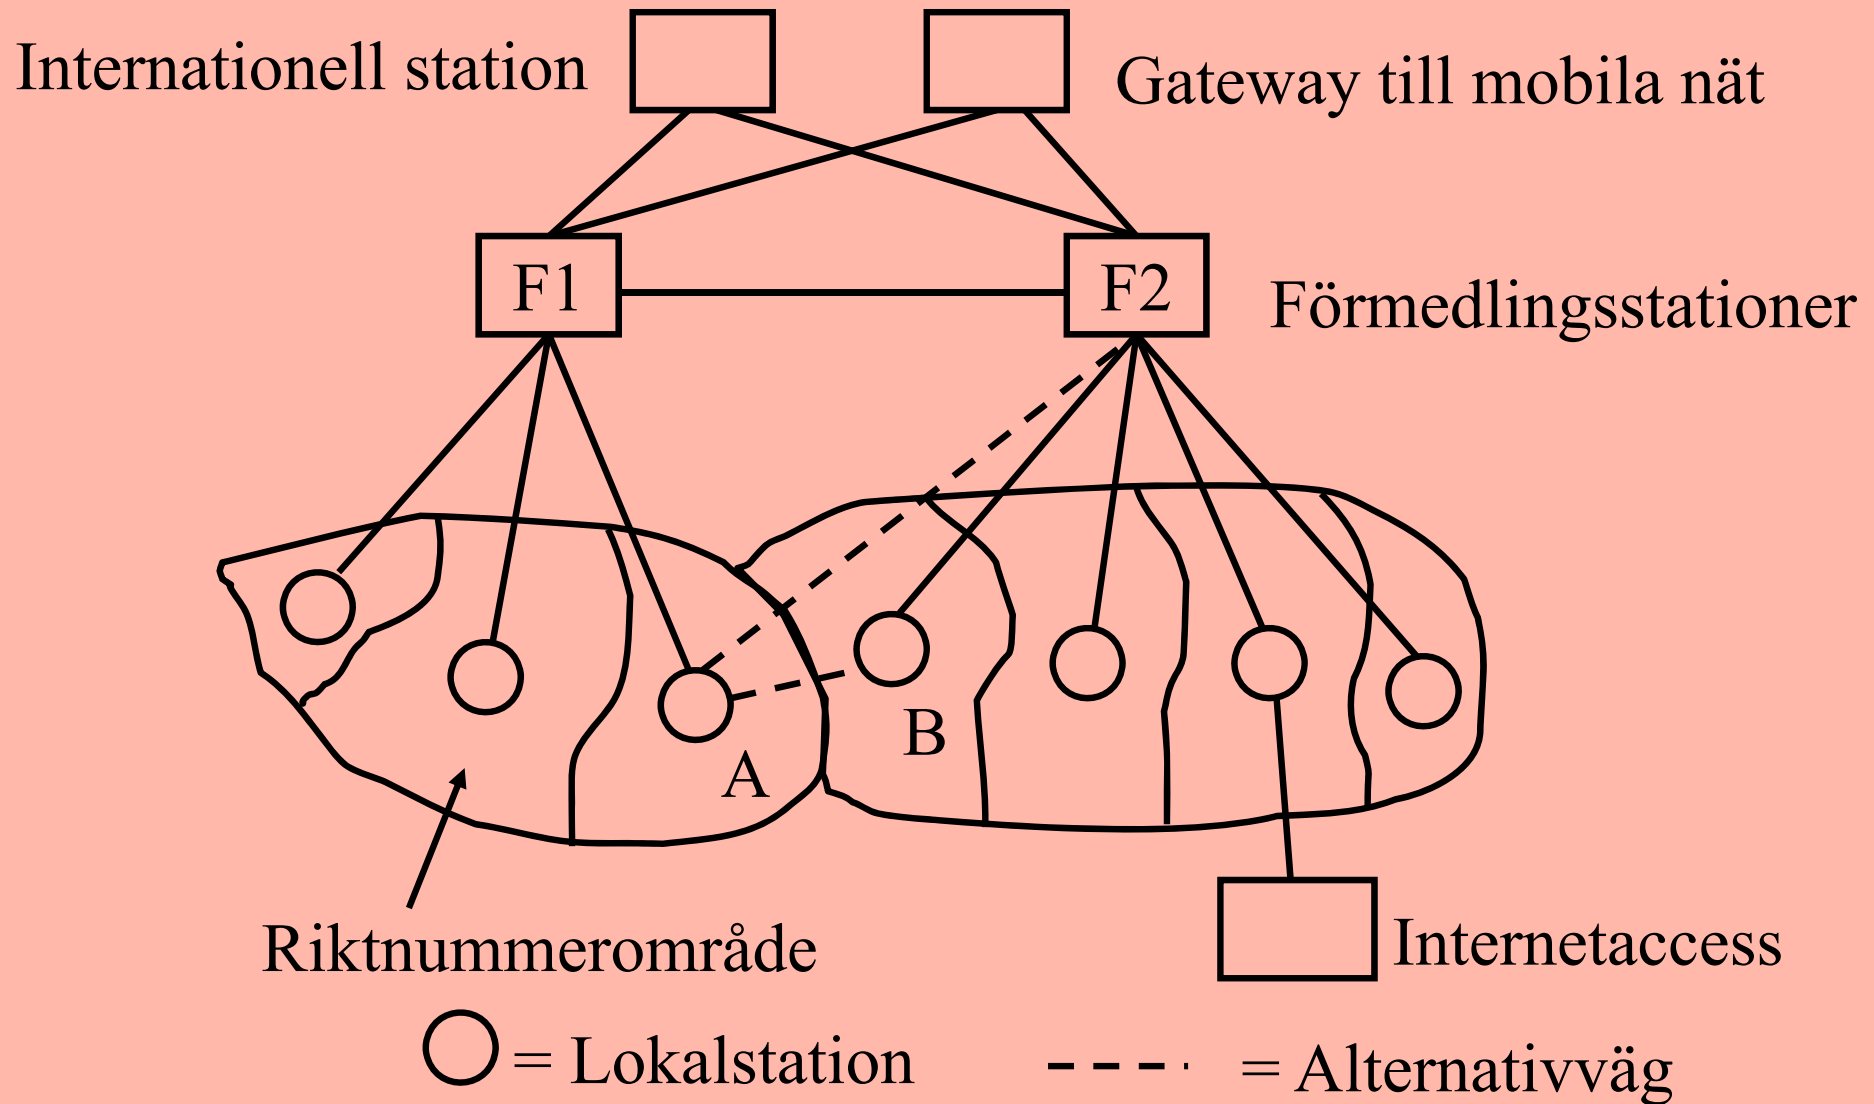 Internationell station
Gateway till mobila nät
F1
F2
Förmedlingsstationer
B
A
Riktnummerområde
Internetaccess
= Lokalstation
= Alternativväg